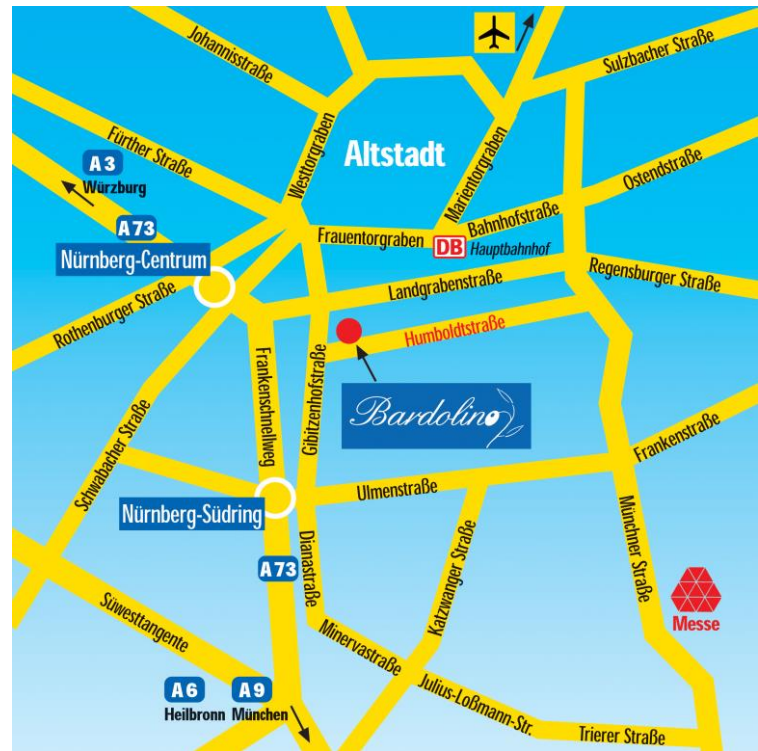 Johannisstraße
Sulzbacher Straße
Fürther Straße
Westtorgraben
Altstadt
Marientorgraben
Ostendstraße
A3
Würzburg
A73
Bahnhofstraße
Frauentorgraben
DB Hauptbahnhof
Nürnberg-Centrum
Landgrabenstraße
Regensburger Straße
Rothenburger Straße
Humboldtstraße
Frankenschnellweg
Gibitzenhofstraße
Bardolino
Schwabacher Straße
Frankenstraße
Ulmenstraße
Nürnberg-Südring
Münchner Straße
Dianastraße
Katzwanger Straße
A73
Süwesttangente
Messe
Minervastraße
Julius-Loßmann-Str.
A6 A9
Heilbronn München
Trierer Straße